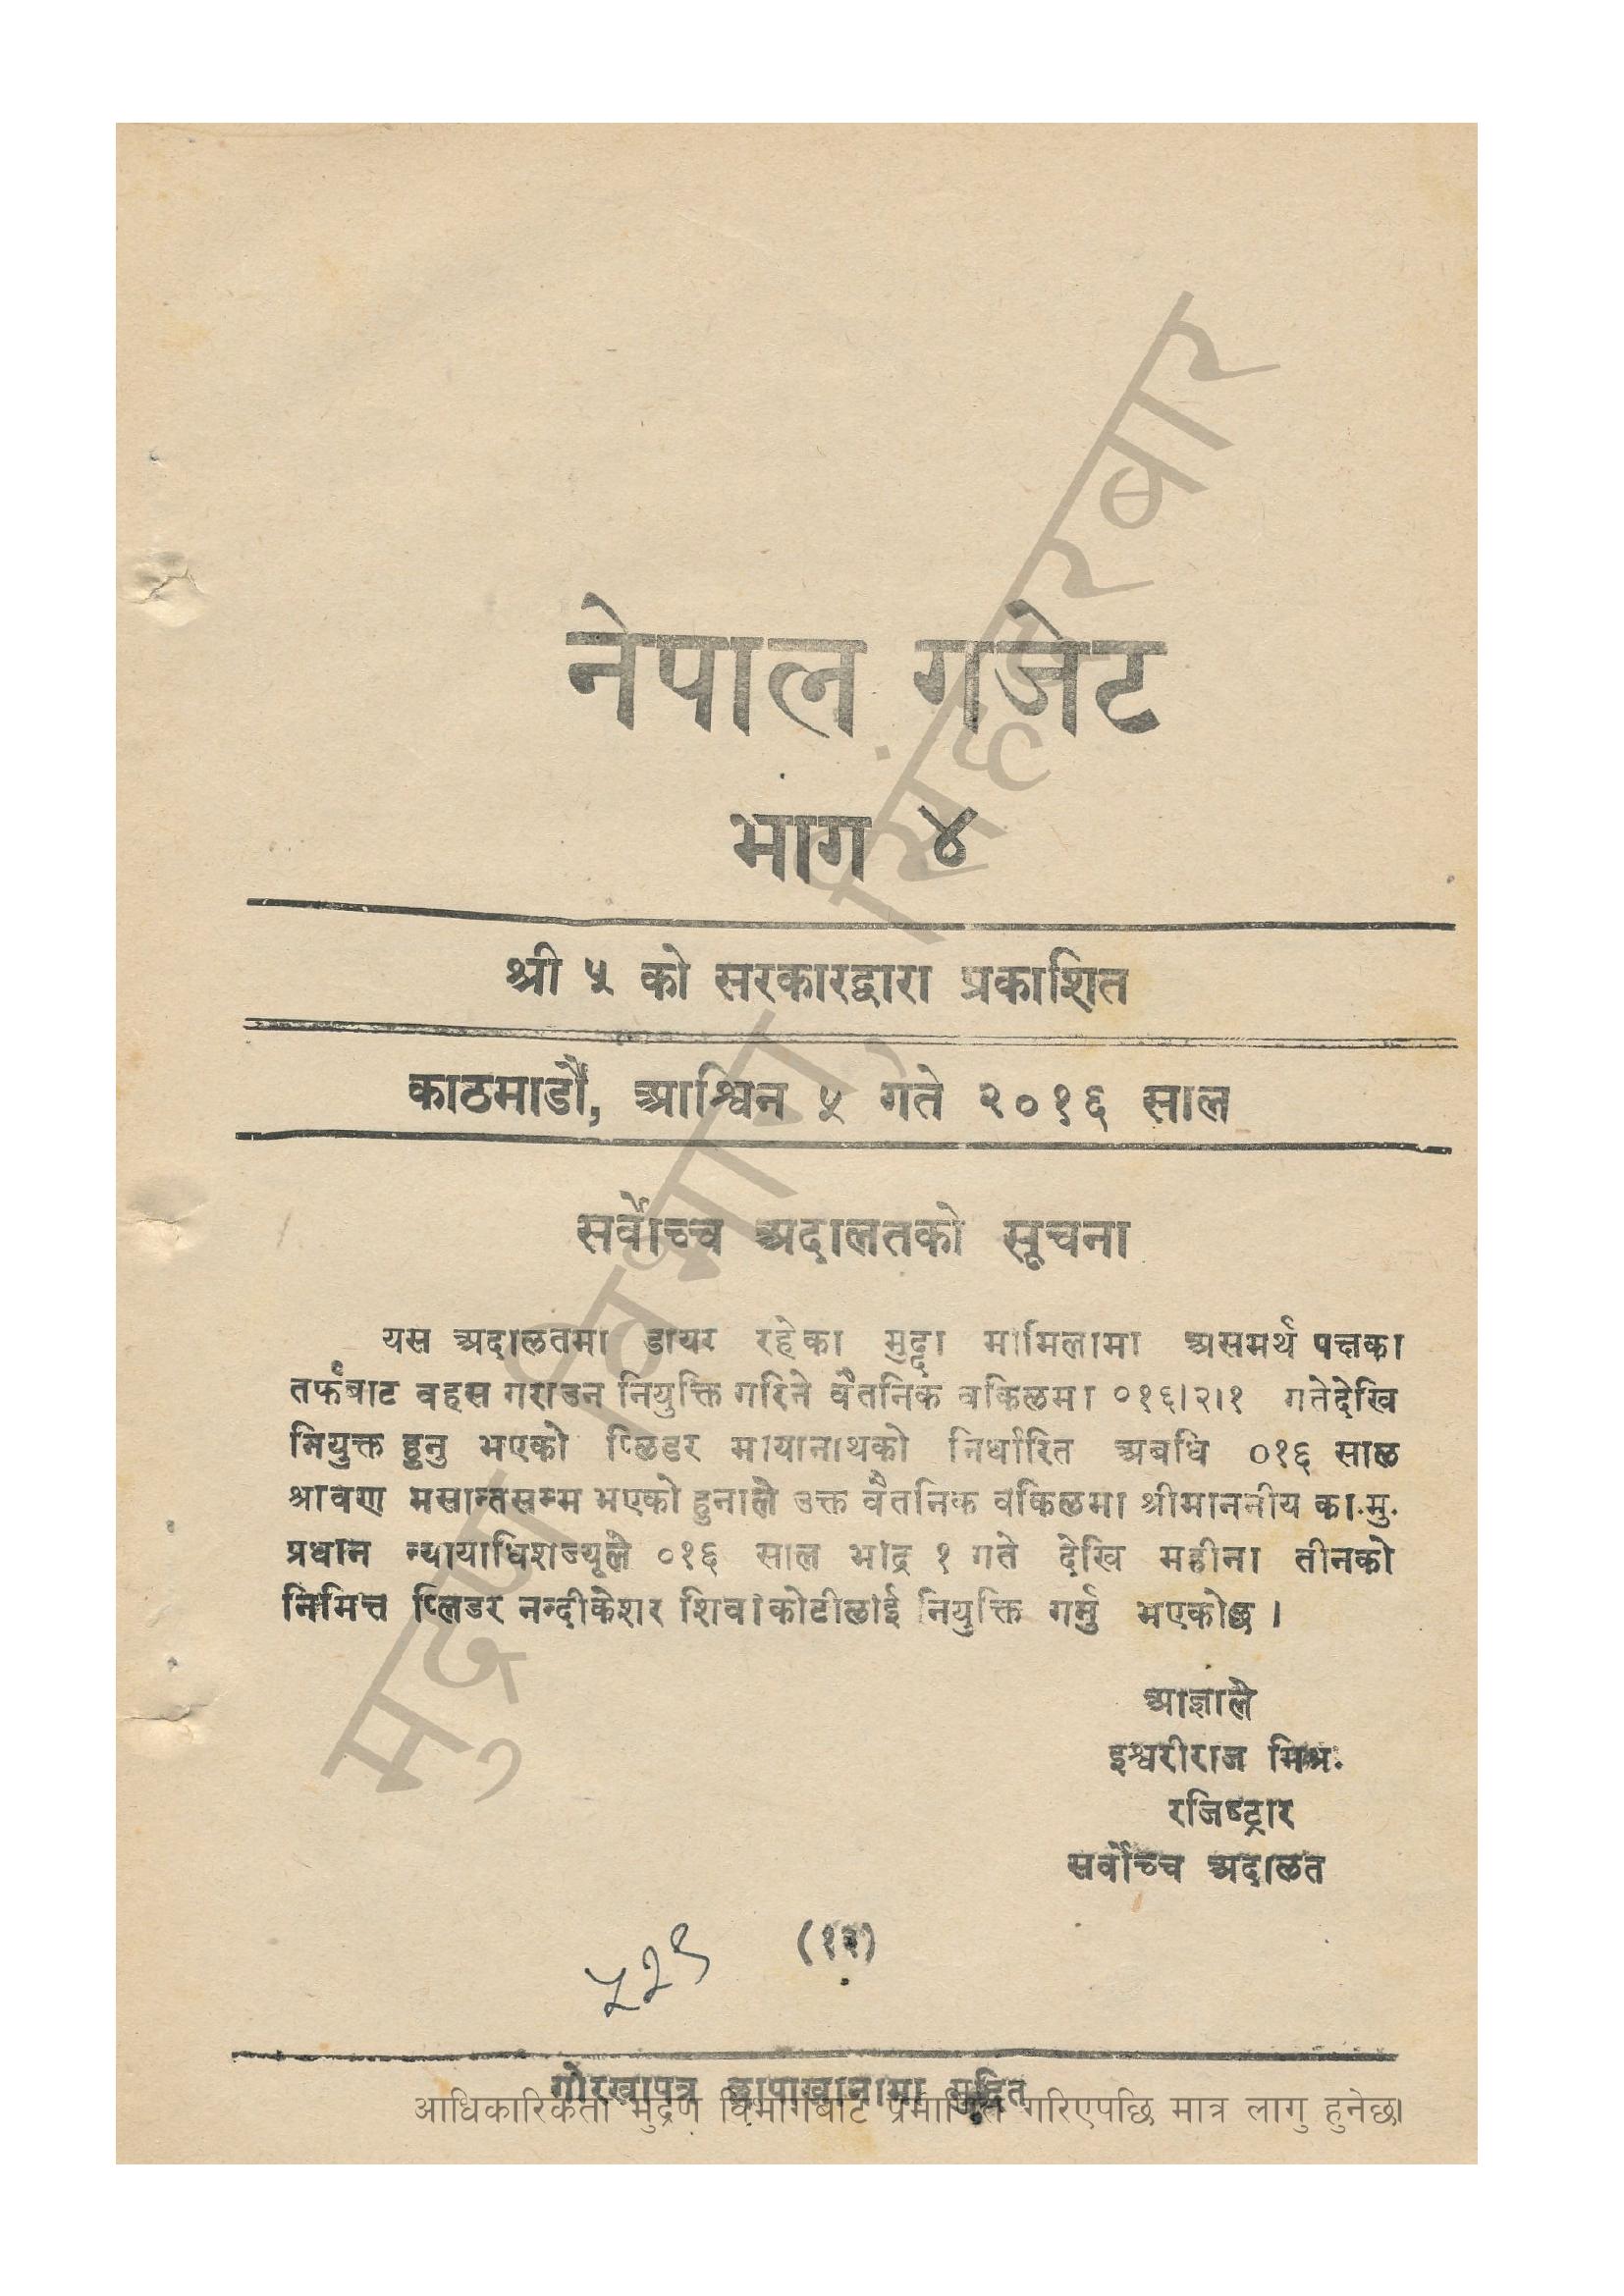 नेपाल गजेट
भाग ४
श्री ५ को सरकारद्वारा प्रकाशित
काठमाडौं, आश्विन ५ गते २०१६ साल
सर्वोच्च अदालतको सूचना
यस अदालतमा डायर रहेका मुद्दा मामिलामा असमर्थ पक्षका
तर्फबाट वहस गराउन नियुक्ति गरिने वैतनिक वकिलमा ०१६।२।१ गतेदेखि
नियुक्त हुनु भएको प्लिडर मायानाथको निर्धारित अबधि ०१६ साल
श्रावण मसान्तसम्म भएको हुनाले उक्त वैतनिक वकिलमा श्रीमाननीय का.मु.
प्रधान न्यायाधिशज्यूले ०१६ साल भाद्र १ गते देखि महीना तीनको
निमित्त प्लिडर नन्दीकेशर शिवाकोटीलाई नियुक्ति गर्नु भएकोछ ।
आज्ञाले
इश्वरीराज मिश्र.
रजिष्ट्रार
सर्वोच्च अदालत
५२९
गोरखापत्र छापाखानामा मुद्रित
आधिकारिकता मुद्रण विभागबाट प्रमाणित गरिएपछि मात्र लागु हुनेछ।
मुद्रण विभाग, सिंहदरबार